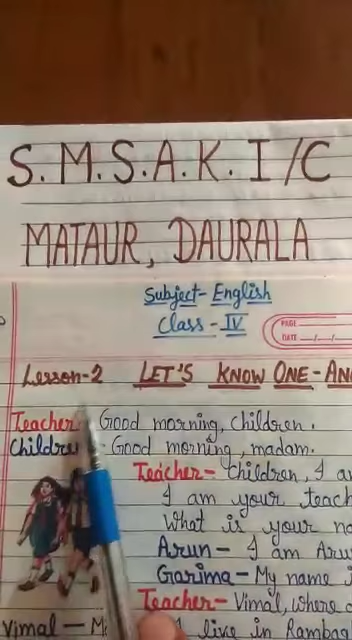 S.M.S.A.K. I/C
MATAUR, DAURALA
Subject- English
Class - IV
PAGE
DATE
Lesson-2 LET'S KNOW ONE-AN
Teacher Good morning, Children.
Childre - Good morning, madam.
Teacher- Children, I a
I am your teach
What is your n
Arun- I am Aru
Garima- My name i
Teacher- Vimal, where
Vimal - M I live in Rambag